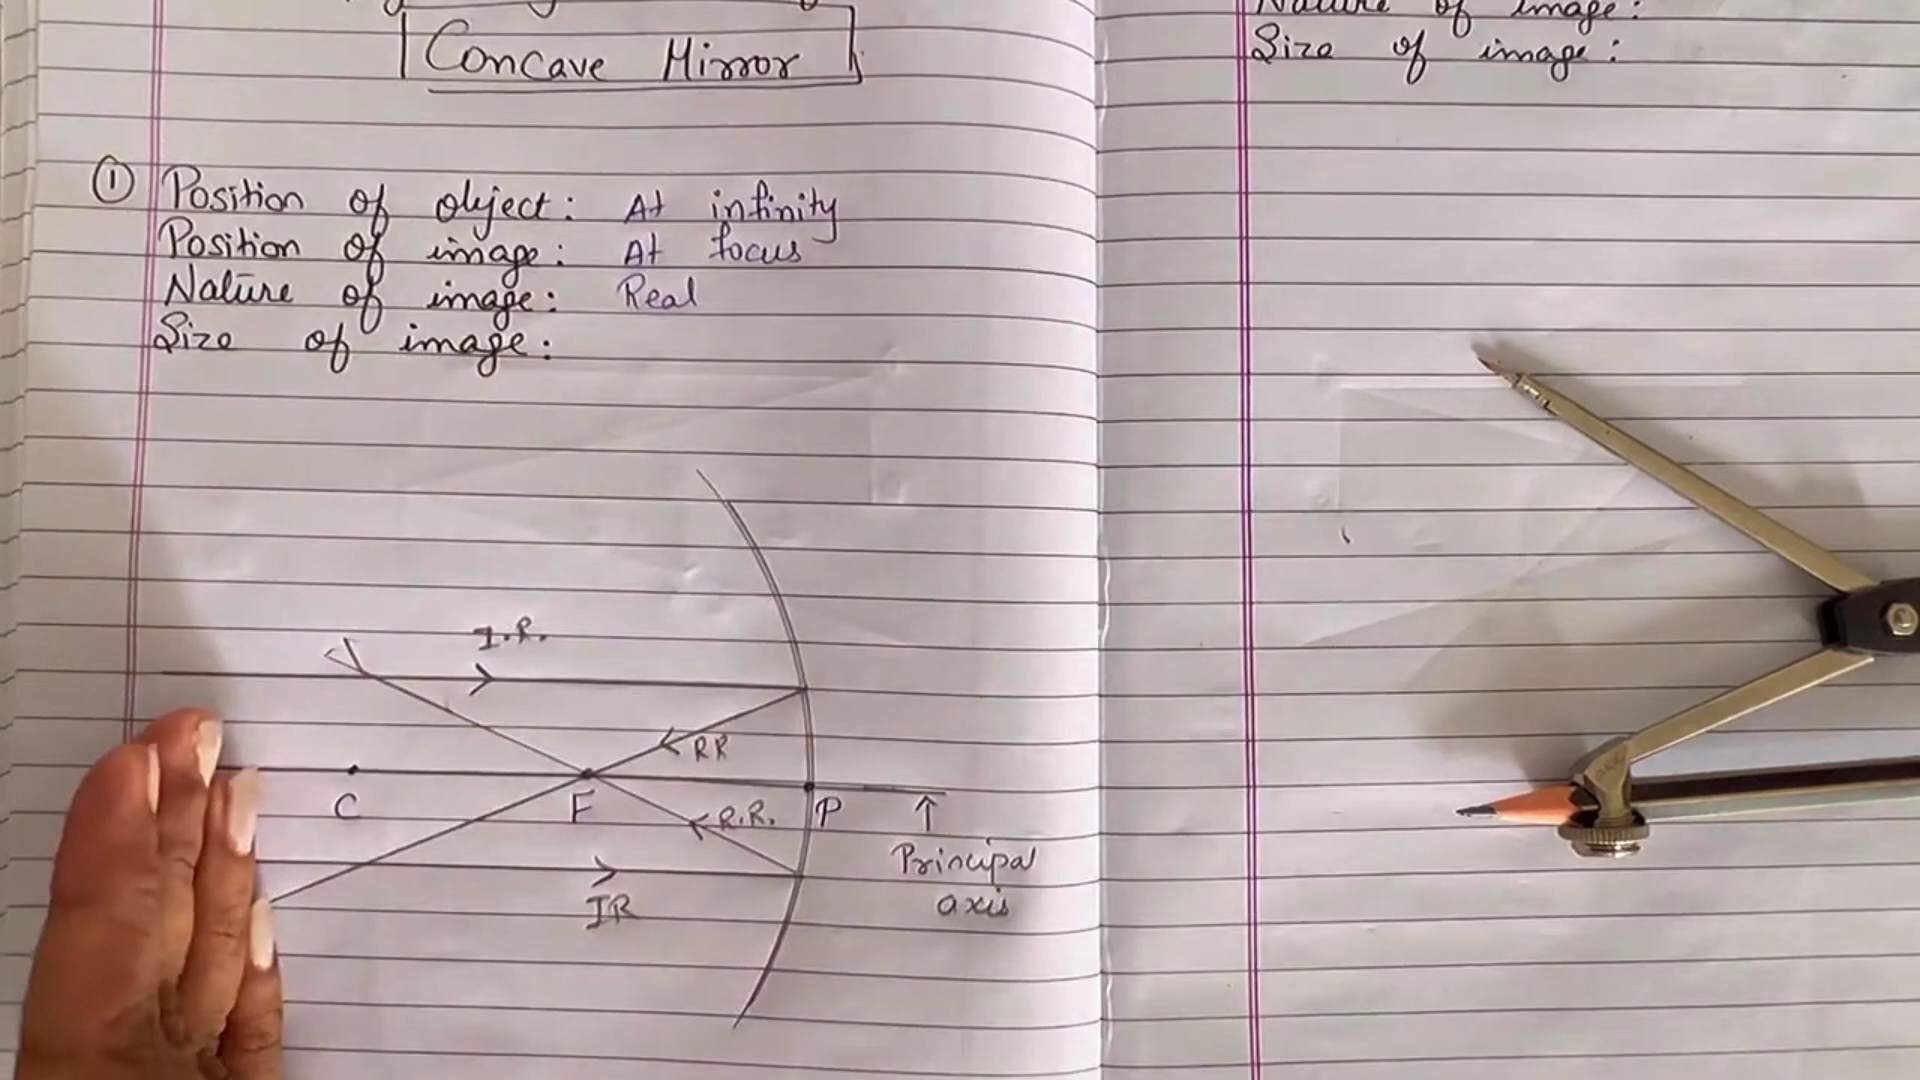 Concave Mirror
① Position of object: At infinity
Position of image: At focus
Nature of image: Real
Size of image:
I.R.
RR
C
F
R.R.
P
↑
Principal
axis
IR
Nature of image:
Size of image: